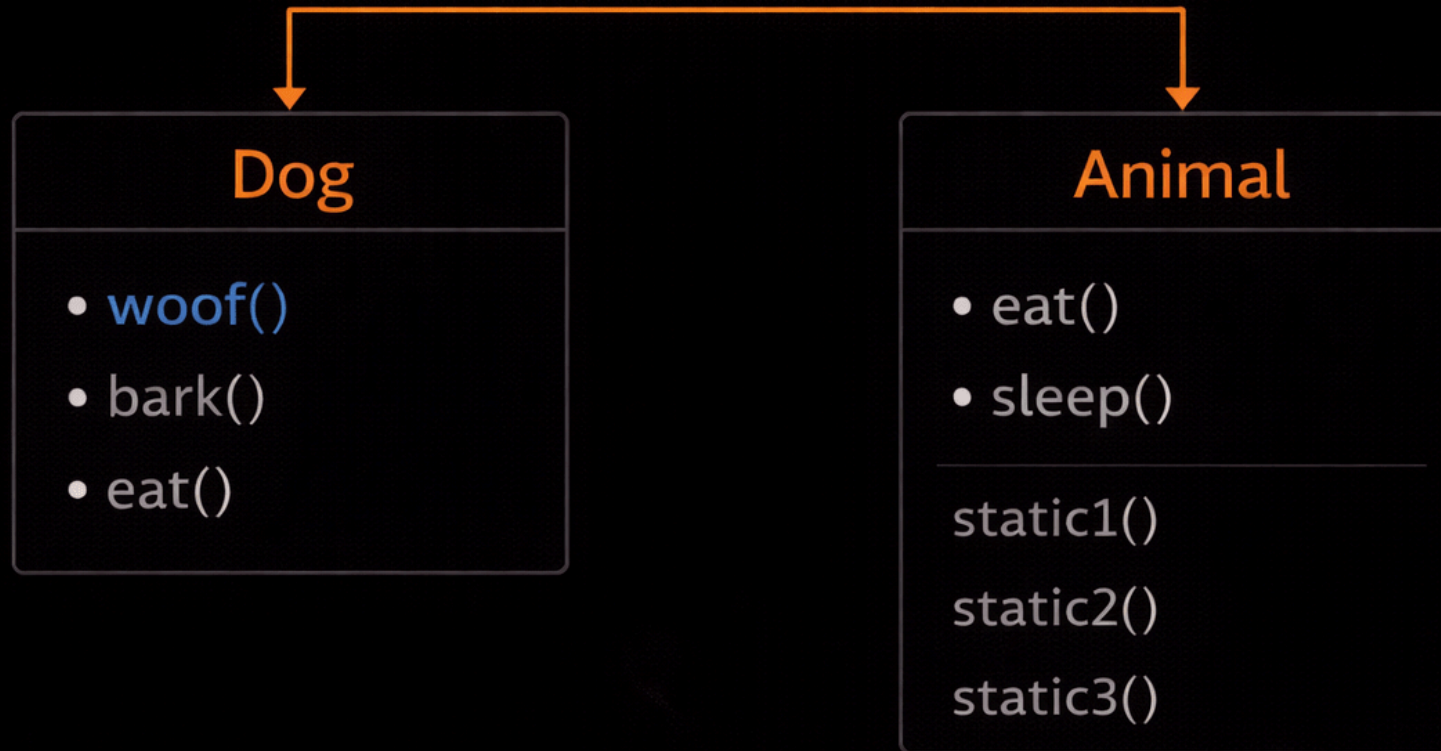 Dog
• woof()
• bark()
• eat()
Animal
• eat()
• sleep()
static1()
static2()
static3()